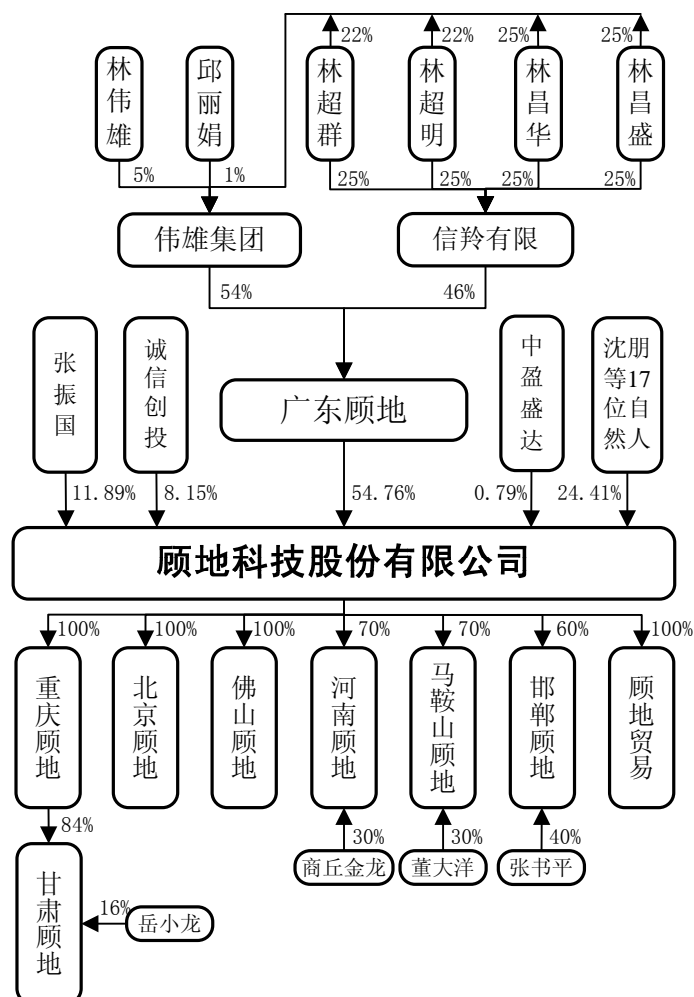 22%
22%
25%
25%
林伟雄
邱丽娟
林超群
林超明
林昌华
林昌盛
5%
1%
25%
25%
25%
25%
伟雄集团
信羚有限
54%
46%
张振国
诚信创投
广东顾地
中盈盛达
沈朋
等17
位自
然人
11.89%
8.15%
54.76%
0.79%
24.41%
顾地科技股份有限公司
100%
100%
100%
70%
70%
60%
100%
重庆顾地
北京顾地
佛山顾地
河南顾地
马鞍山顾地
邯郸顾地
顾地贸易
84%
30%
30%
40%
商丘金龙
董大洋
张书平
甘肃顾地
16%
岳小龙